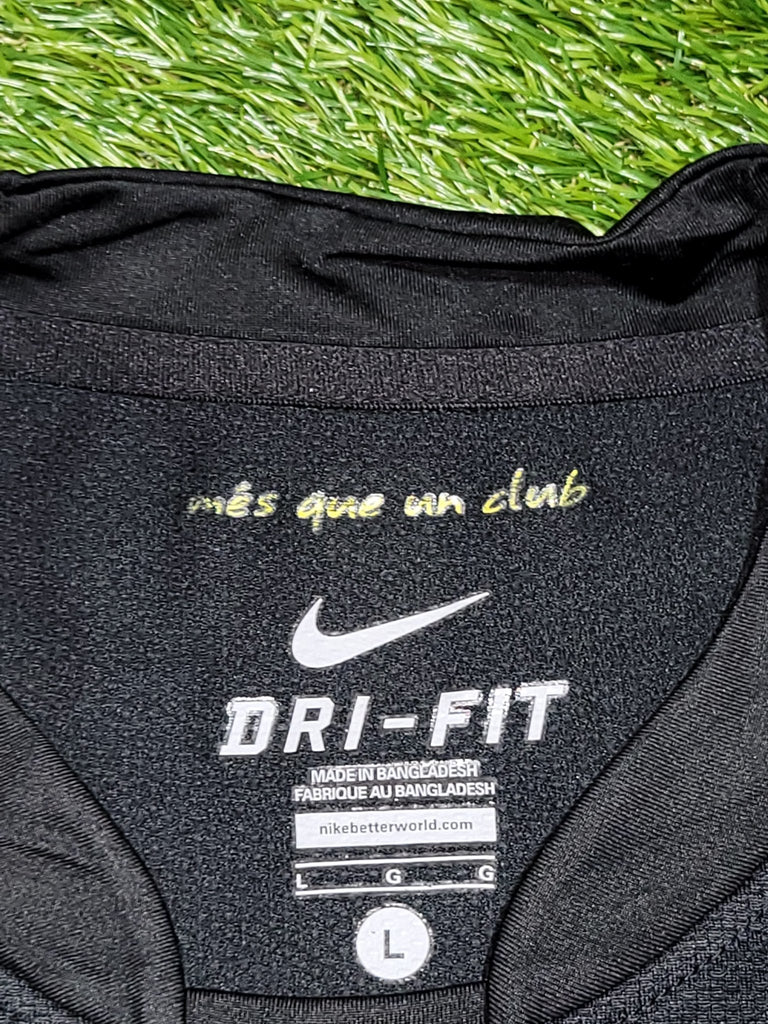 més que un club
DRI-FIT
MADE IN BANGLADESH
FABRIQUE AU BANGLADESH
nikebetterworld.com
L G G
L